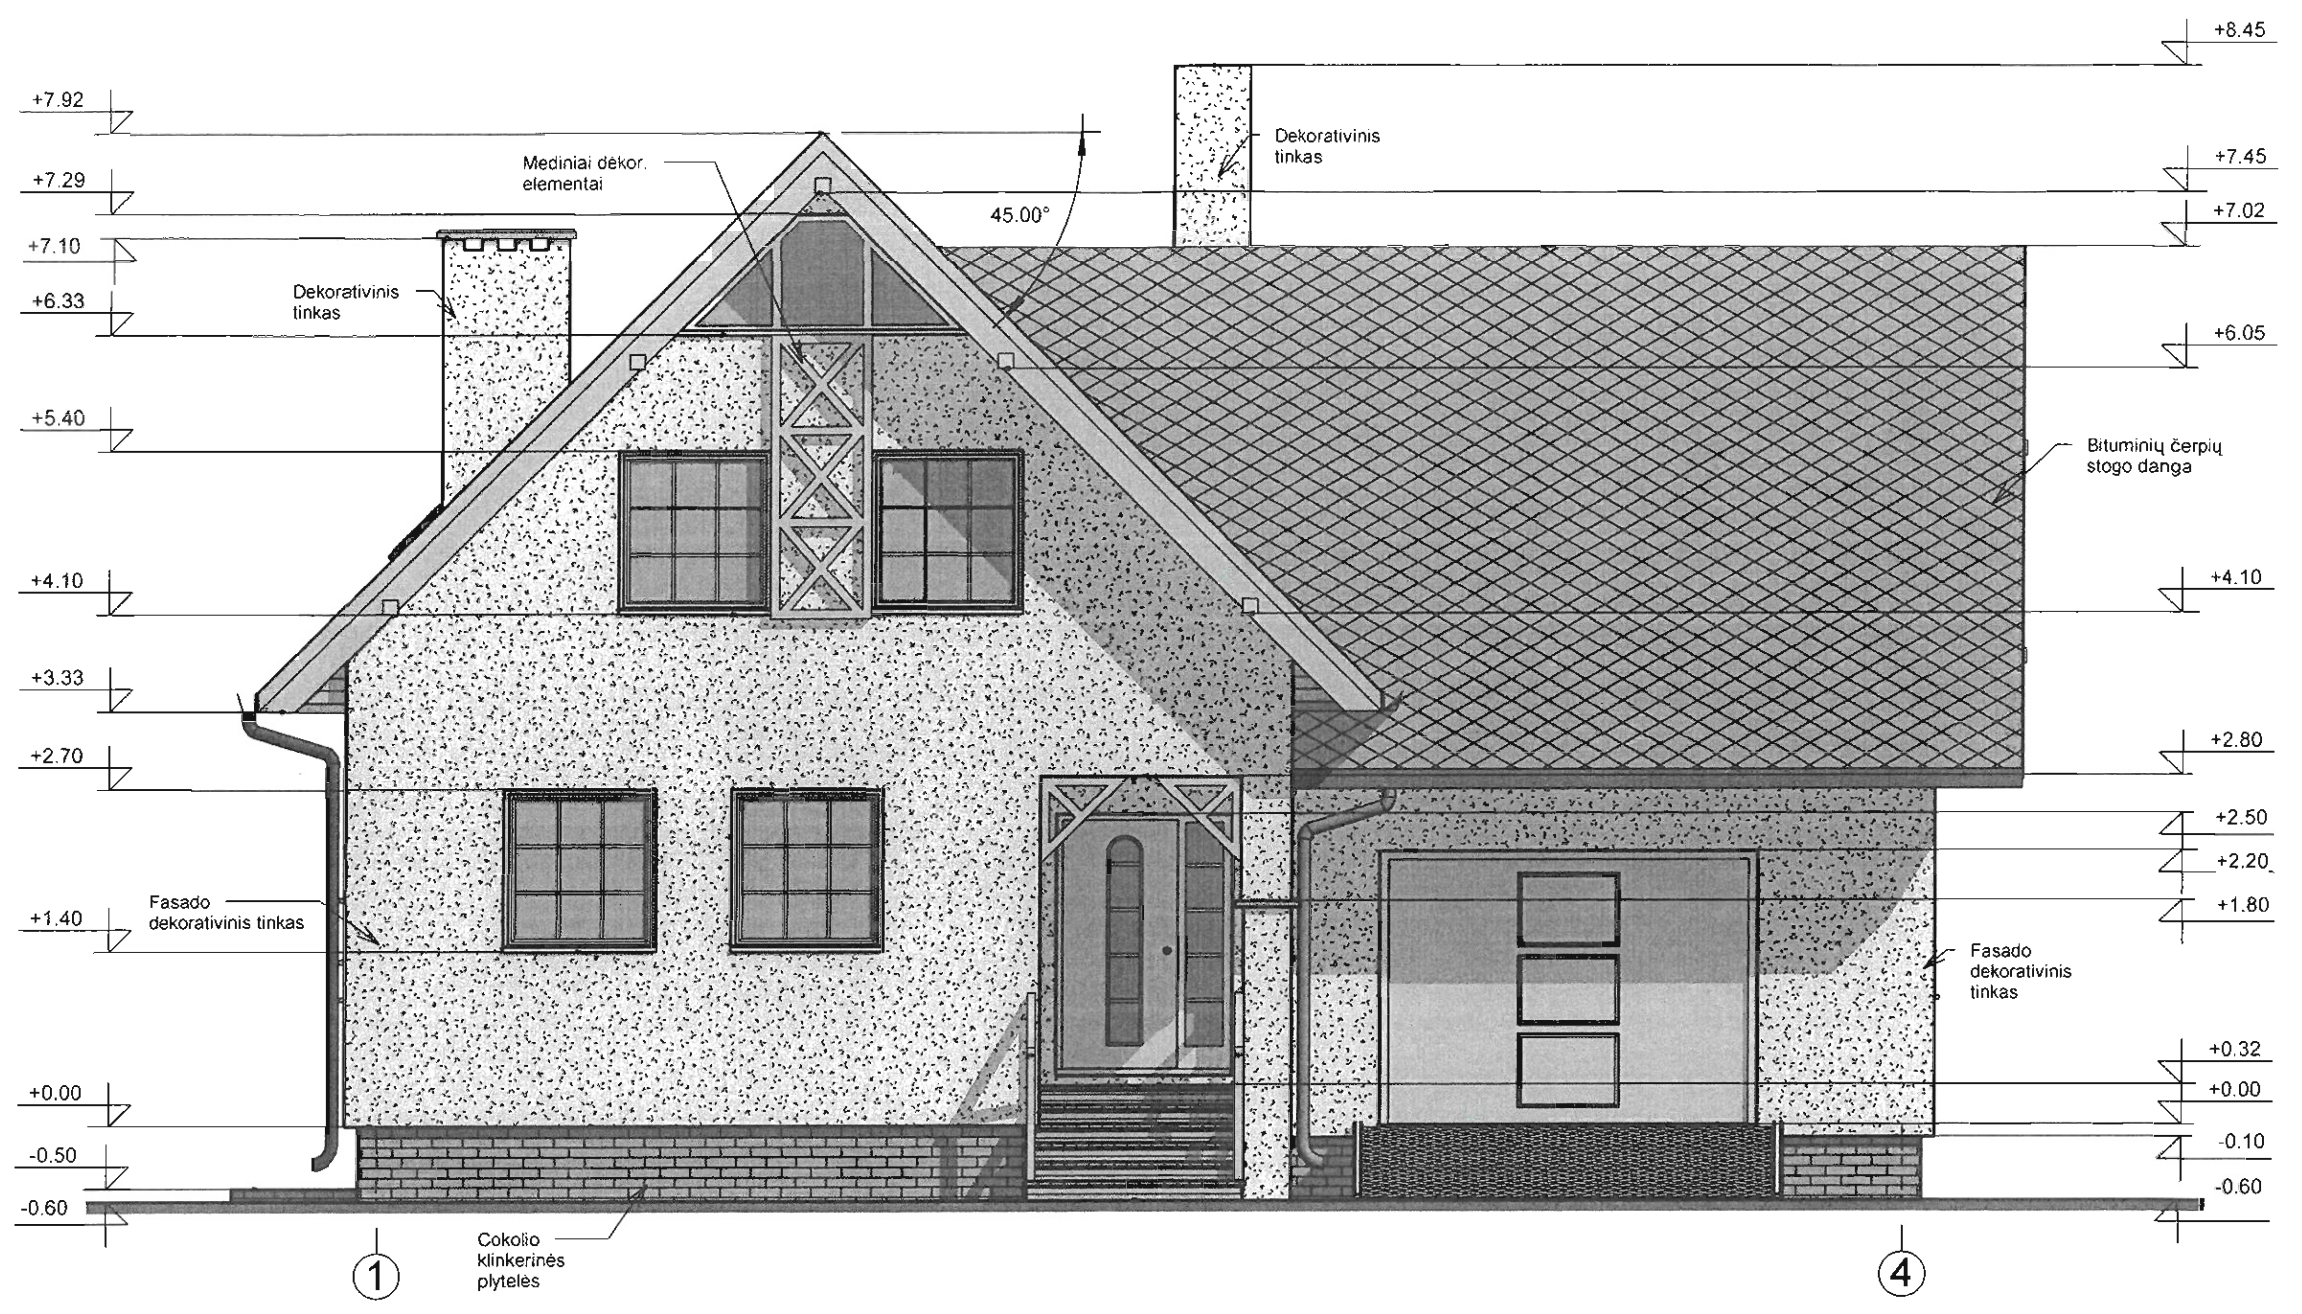 +8.45
+7.92
Dekorativinis
tinkas
Mediniai dekor.
elementai
+7.45
+7.29
45.00°
+7.02
+7.10
Dekorativinis
tinkas
+6.33
+6.05
+5.40
Bituminių čerpių
stogo danga
+4.10
+4.10
+3.33
+2.80
+2.70
+2.50
+2.20
Fasado
dekorativinis tinkas
+1.80
+1.40
Fasado
dekorativinis
tinkas
+0.32
+0.00
+0.00
-0.10
-0.50
-0.60
-0.60
Cokolio
klinkerinės
plytelės
1
4